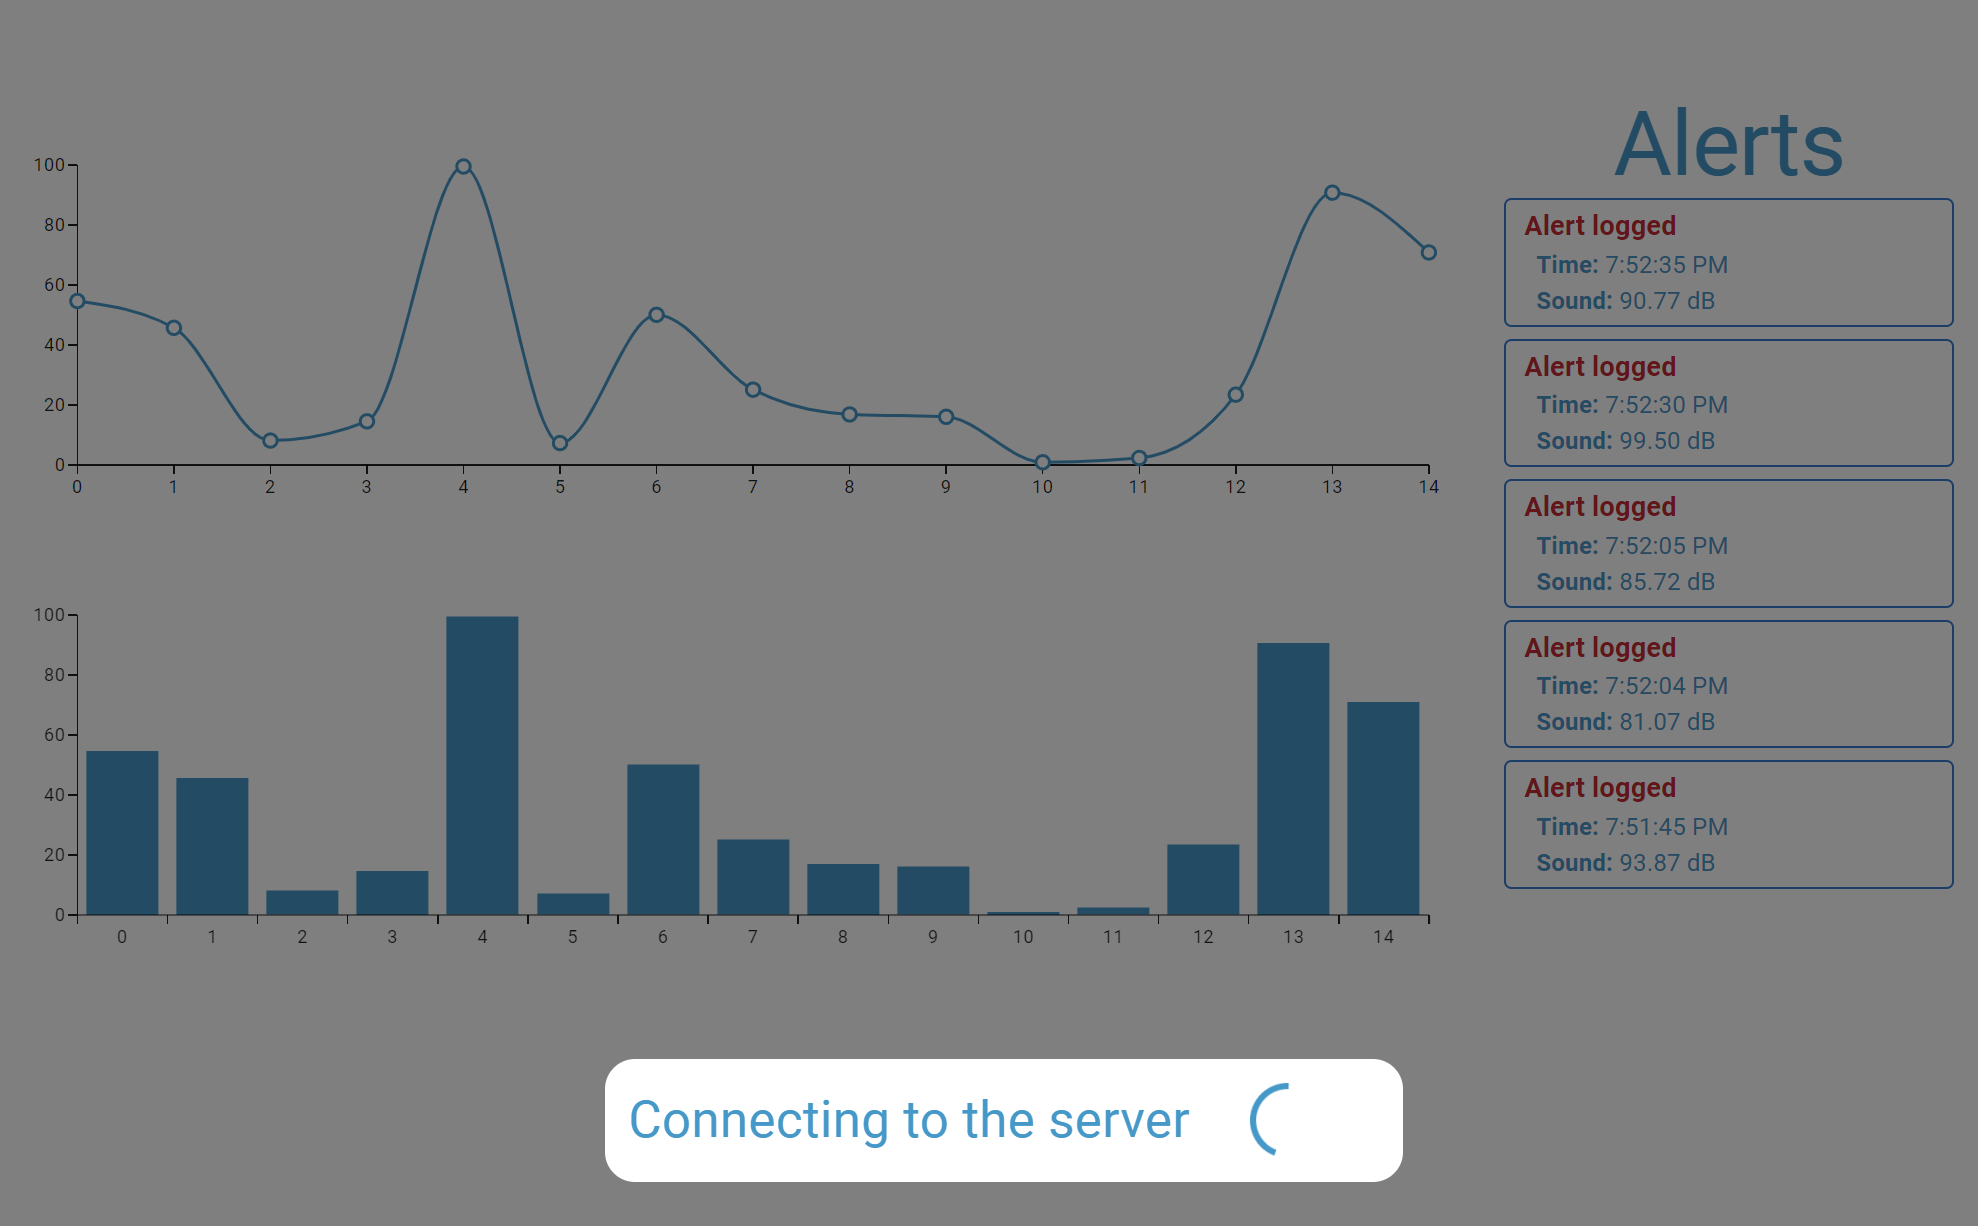 100
80
60
40
20
0
0 1 2 3 4 5 6 7 8 9 10 11 12 13 14
100
80
60
40
20
0
0 1 2 3 4 5 6 7 8 9 10 11 12 13 14
Alerts
Alert logged
Time: 7:52:35 PM
Sound: 90.77 dB
Alert logged
Time: 7:52:30 PM
Sound: 99.50 dB
Alert logged
Time: 7:52:05 PM
Sound: 85.72 dB
Alert logged
Time: 7:52:04 PM
Sound: 81.07 dB
Alert logged
Time: 7:51:45 PM
Sound: 93.87 dB
Connecting to the server